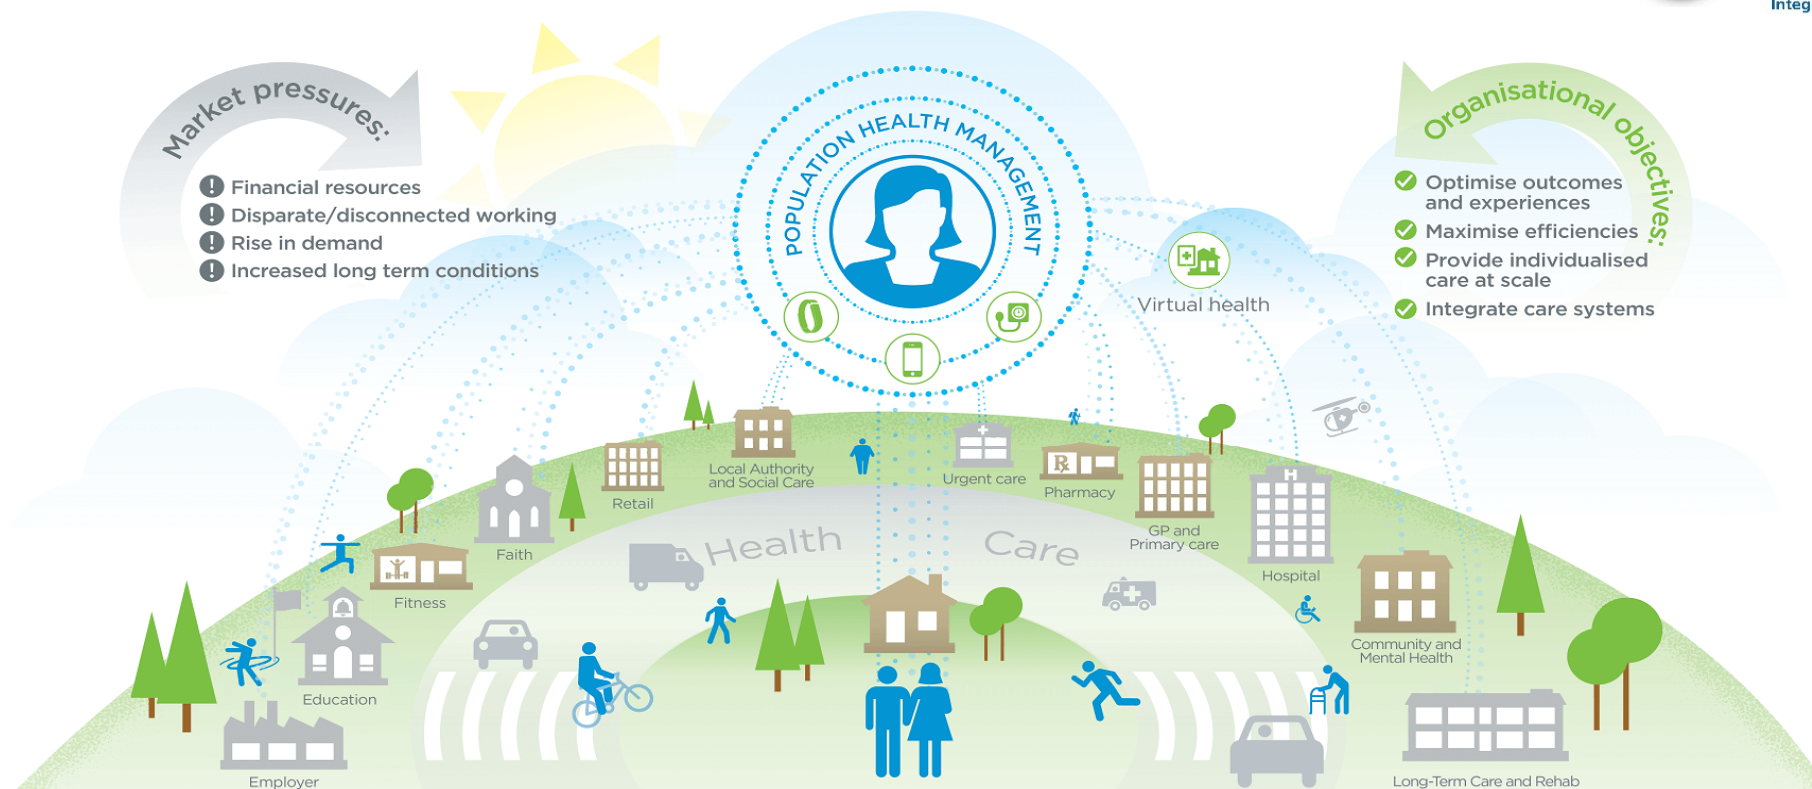 Integ
Market pressures:
Financial resources
Disparate/disconnected working
Rise in demand
Increased long term conditions
POPULATION HEALTH MANAGEMENT
Virtual health
Organisational objectives:
Optimise outcomes
and experiences
Maximise efficiencies
Provide individualised
care at scale
Integrate care systems
Local Authority
and Social Care
Retail
Faith
Fitness
Education
Employer
Health Care
Urgent care
Rx
Pharmacy
GP and
Primary care
H
Hospital
Community and
Mental Health
Long-Term Care and Rehab